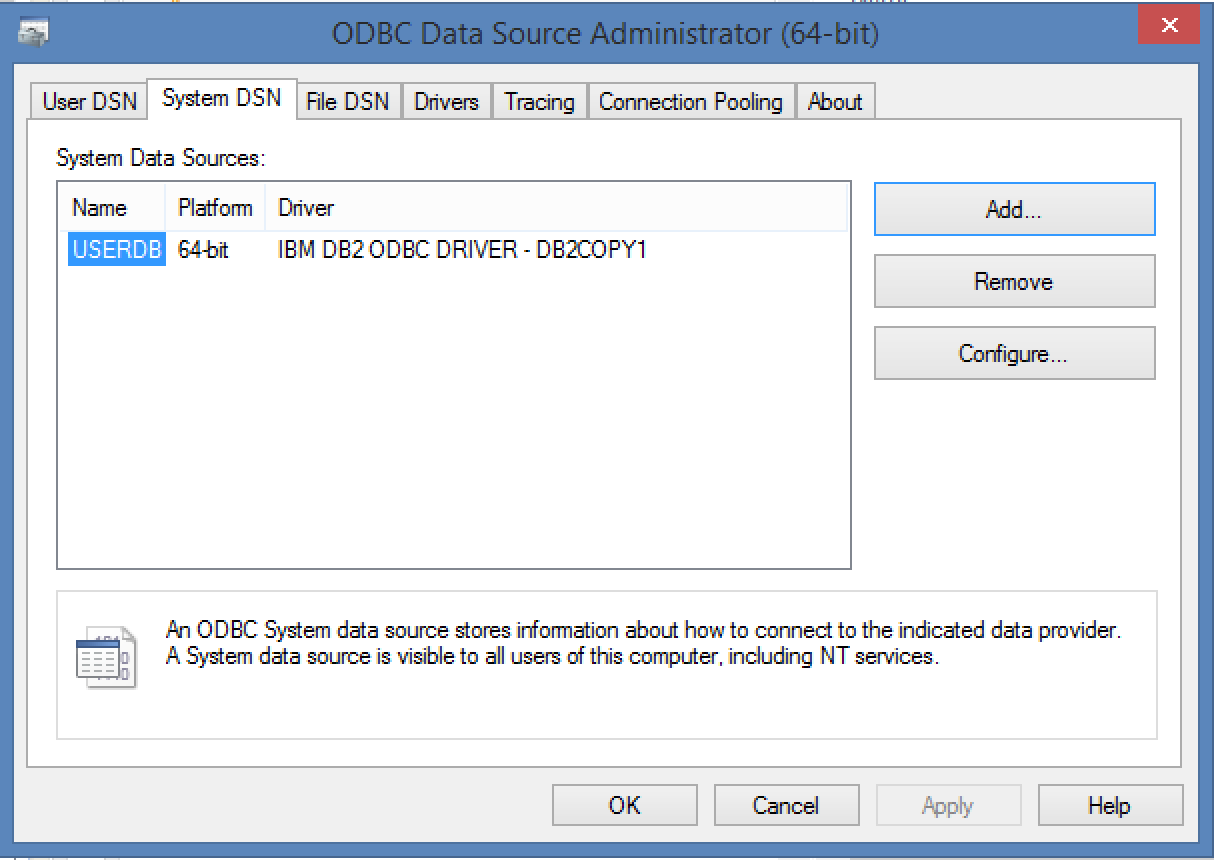 ODBC Data Source Administrator (64-bit)
User DSN System DSN File DSN Drivers Tracing Connection Pooling About
System Data Sources:
Name Platform Driver
USERDB 64-bit IBM DB2 ODBC DRIVER - DB2COPY1
Add...
Remove
Configure...
An ODBC System data source stores information about how to connect to the indicated data provider.
A System data source is visible to all users of this computer, including NT services.
OK Cancel Apply Help